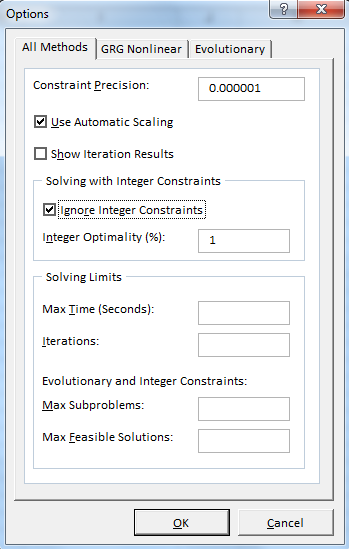 Options
All Methods GRG Nonlinear Evolutionary
Constraint Precision: 0.000001
Use Automatic Scaling
Show Iteration Results
Solving with Integer Constraints
Ignore Integer Constraints
Integer Optimality (%): 1
Solving Limits
Max Time (Seconds):
Iterations:
Evolutionary and Integer Constraints:
Max Subproblems:
Max Feasible Solutions:
OK Cancel